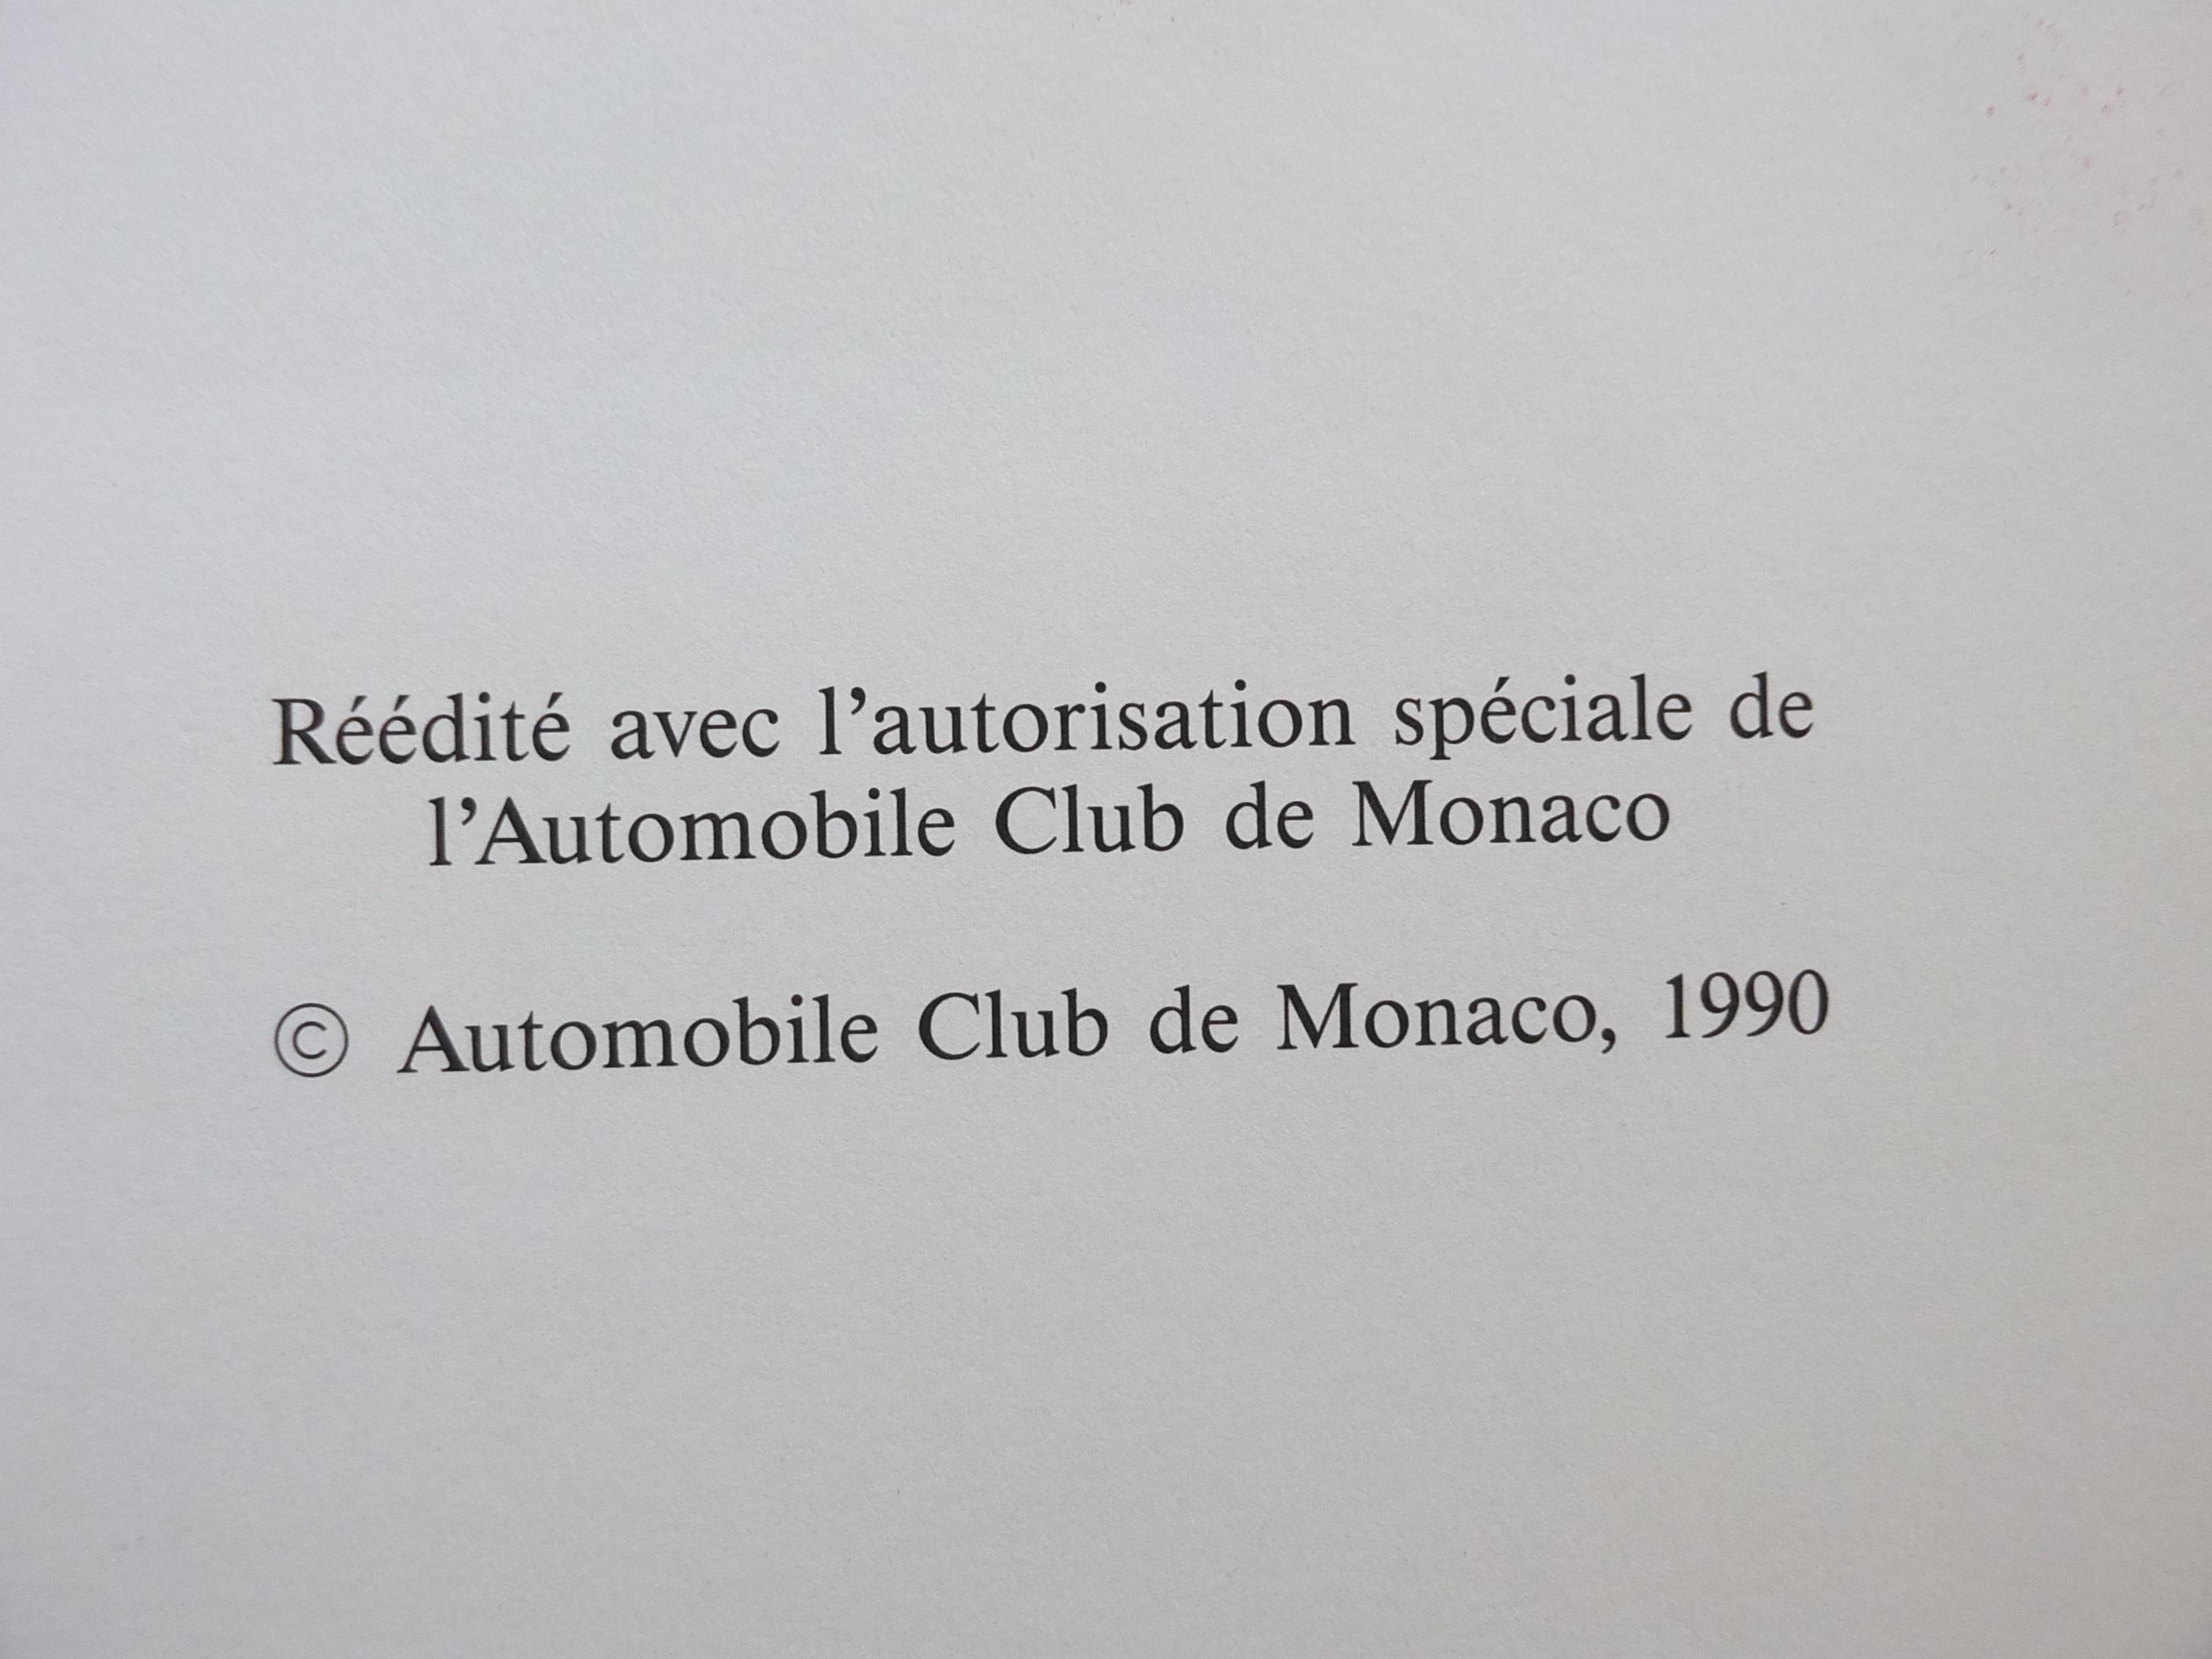 Réédité avec l’autorisation spéciale de
l’Automobile Club de Monaco
© Automobile Club de Monaco, 1990